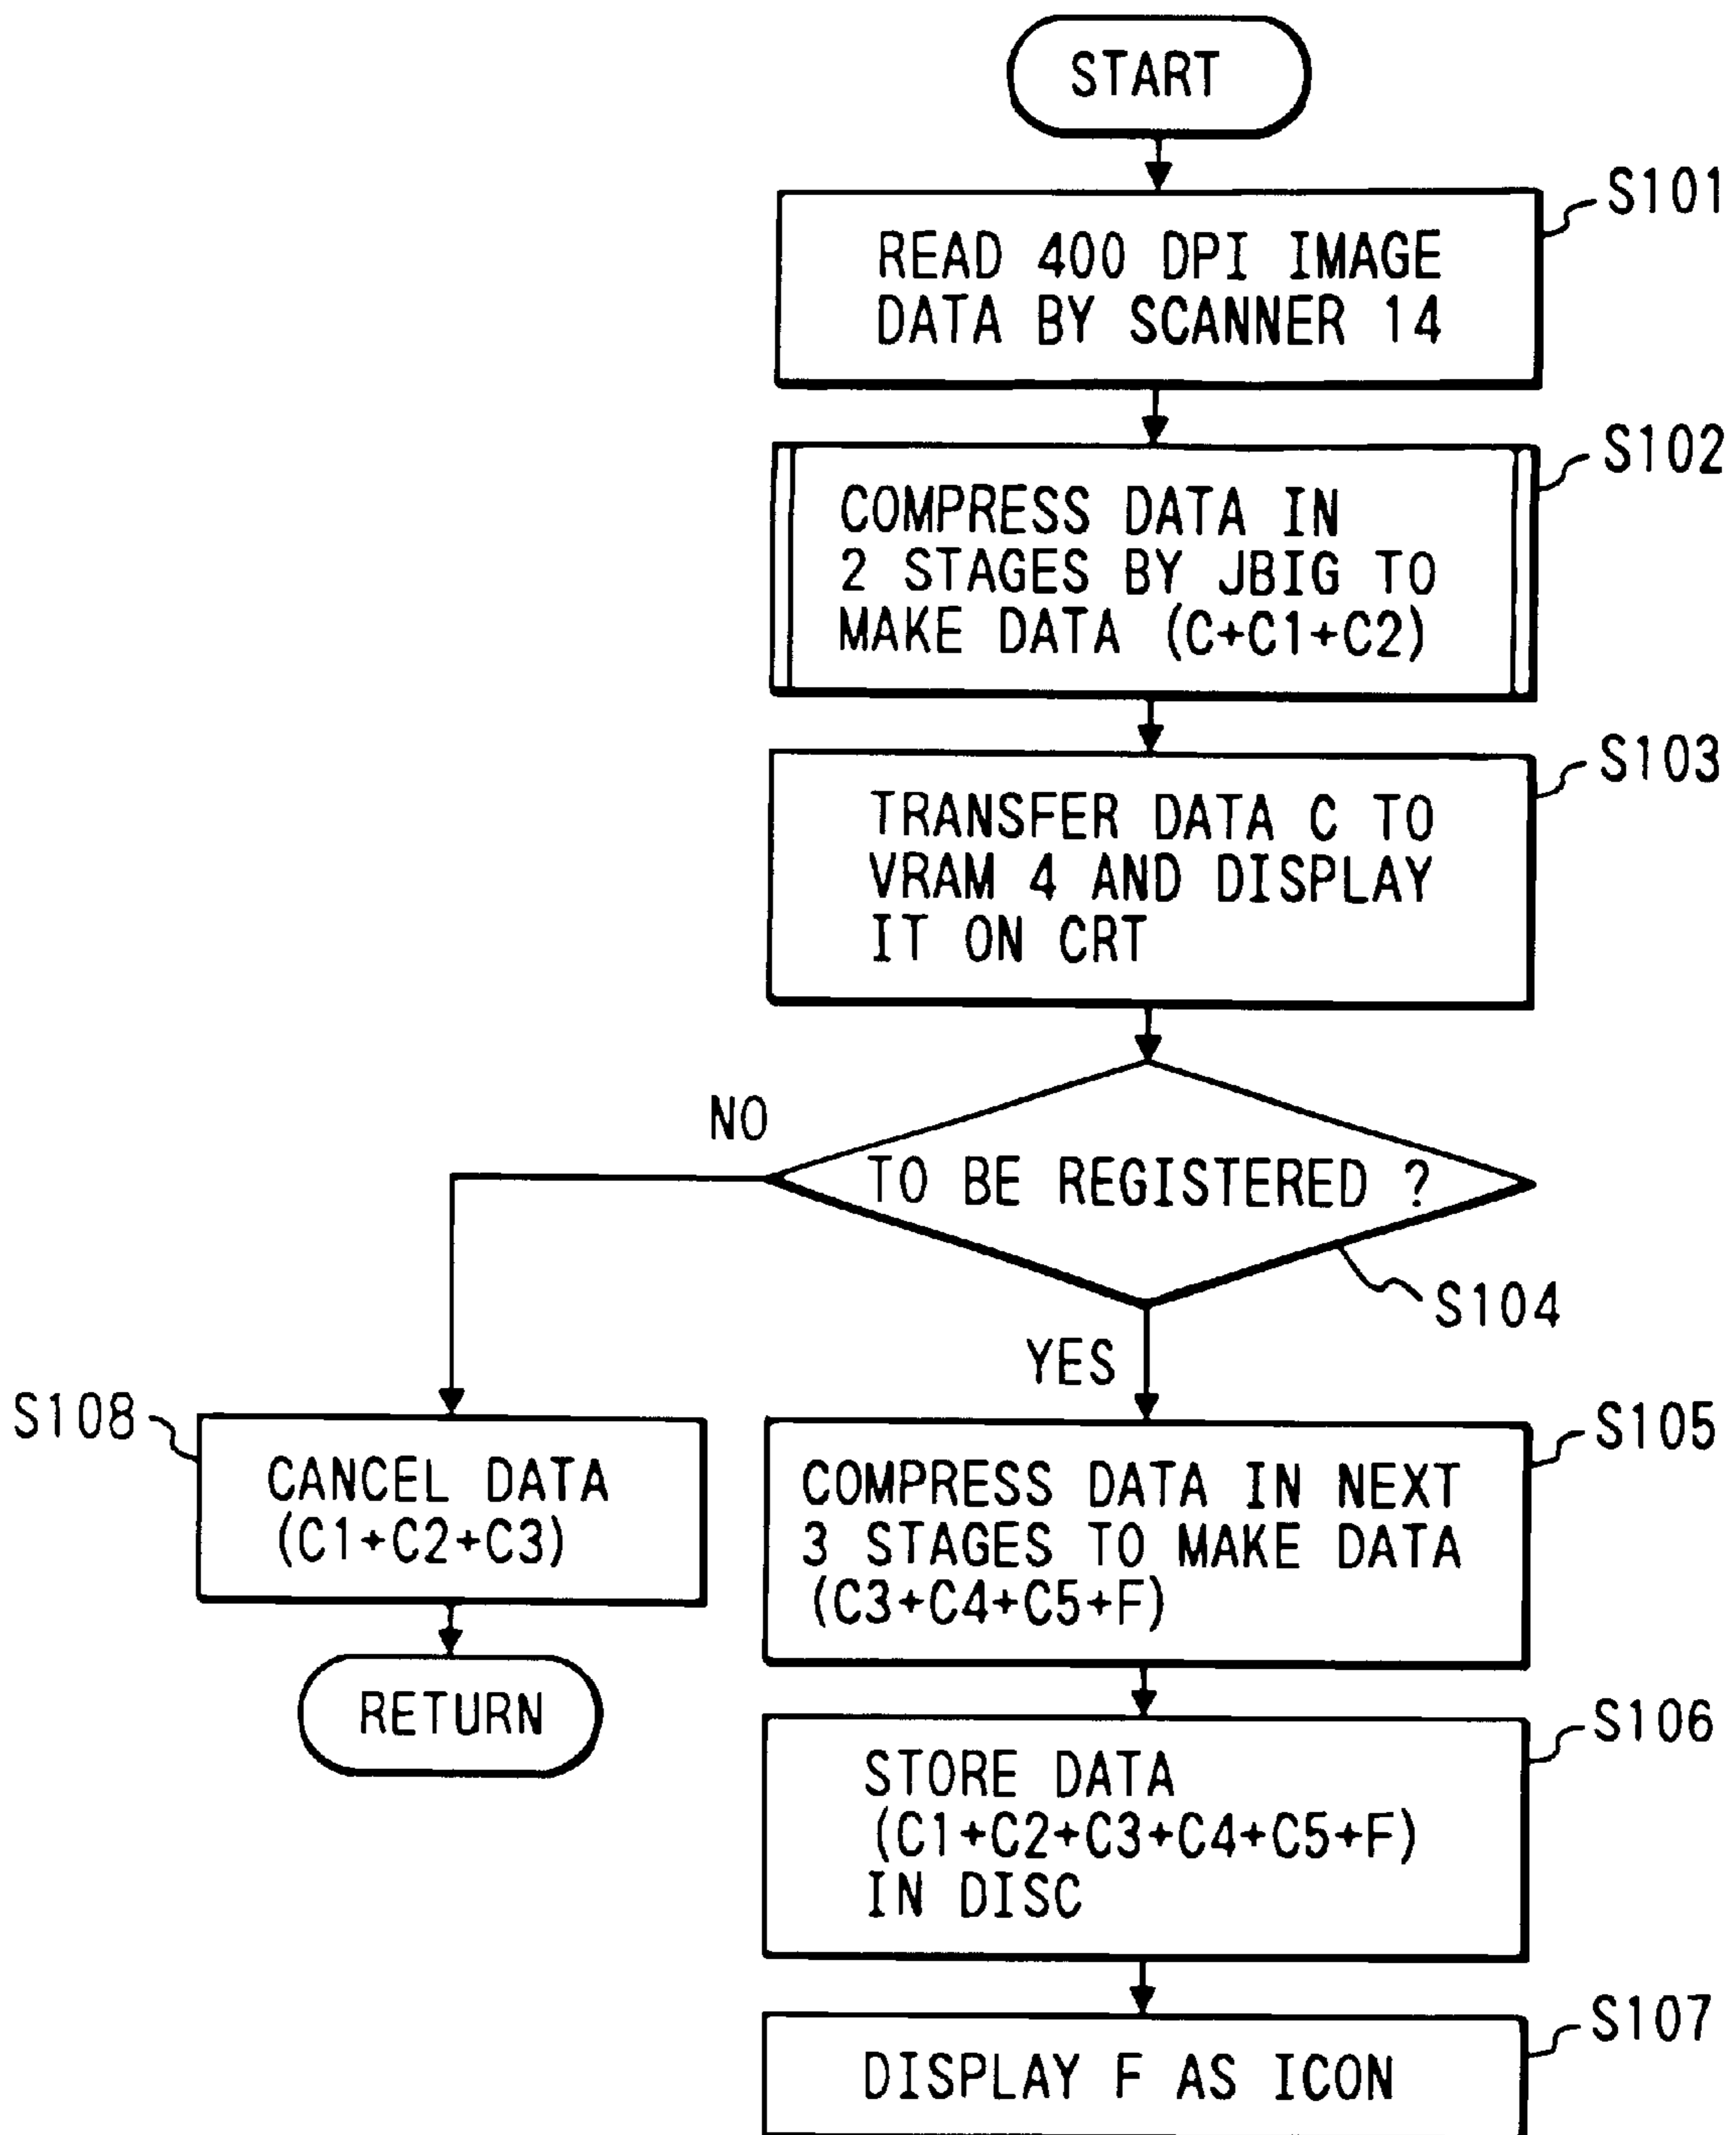 START
S101
READ 400 DPI IMAGE
DATA BY SCANNER 14
S102
COMPRESS DATA IN
2 STAGES BY JBIG TO
MAKE DATA (C+C1+C2)
S103
TRANSFER DATA C TO
VRAM 4 AND DISPLAY
IT ON CRT
NO
TO BE REGISTERED ?
S104
YES
S108
CANCEL DATA
(C1+C2+C3)
RETURN
S105
COMPRESS DATA IN NEXT
3 STAGES TO MAKE DATA
(C3+C4+C5+F)
S106
STORE DATA
(C1+C2+C3+C4+C5+F)
IN DISC
S107
DISPLAY F AS ICON